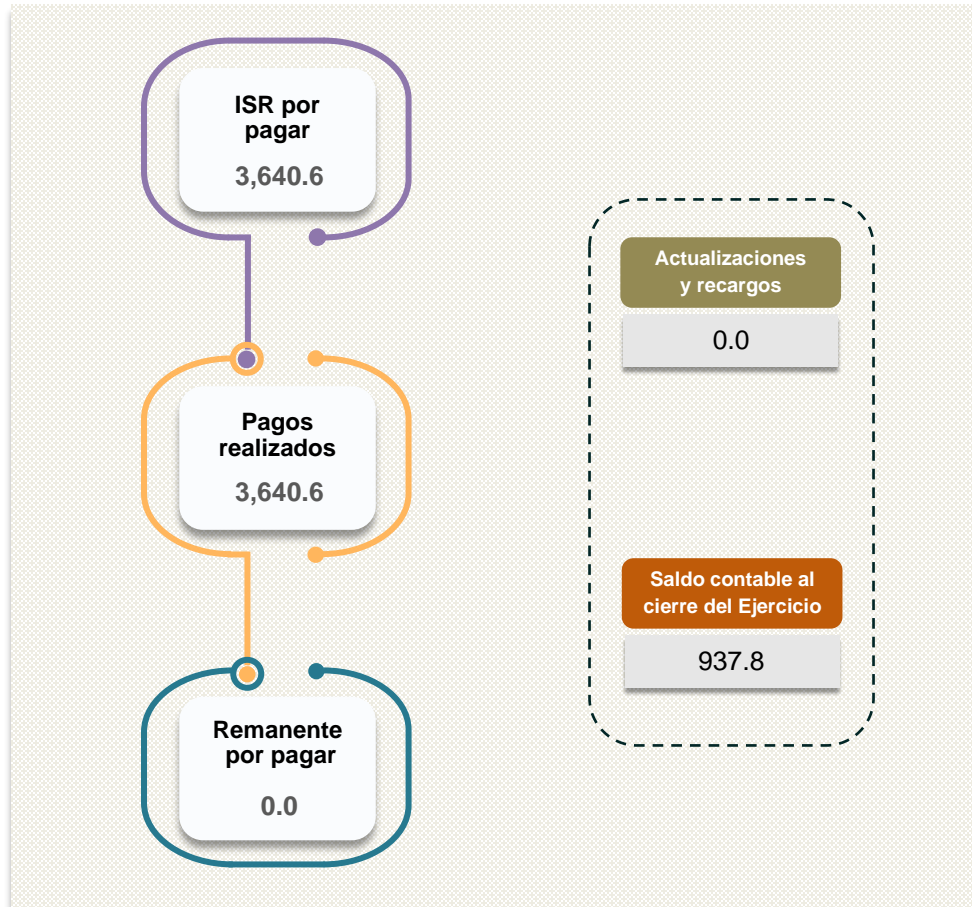 ISR por
pagar
3,640.6
Pagos
realizados
3,640.6
Remanente
por pagar
0.0
Actualizaciones
y recargos
0.0
Saldo contable al
cierre del Ejercicio
937.8